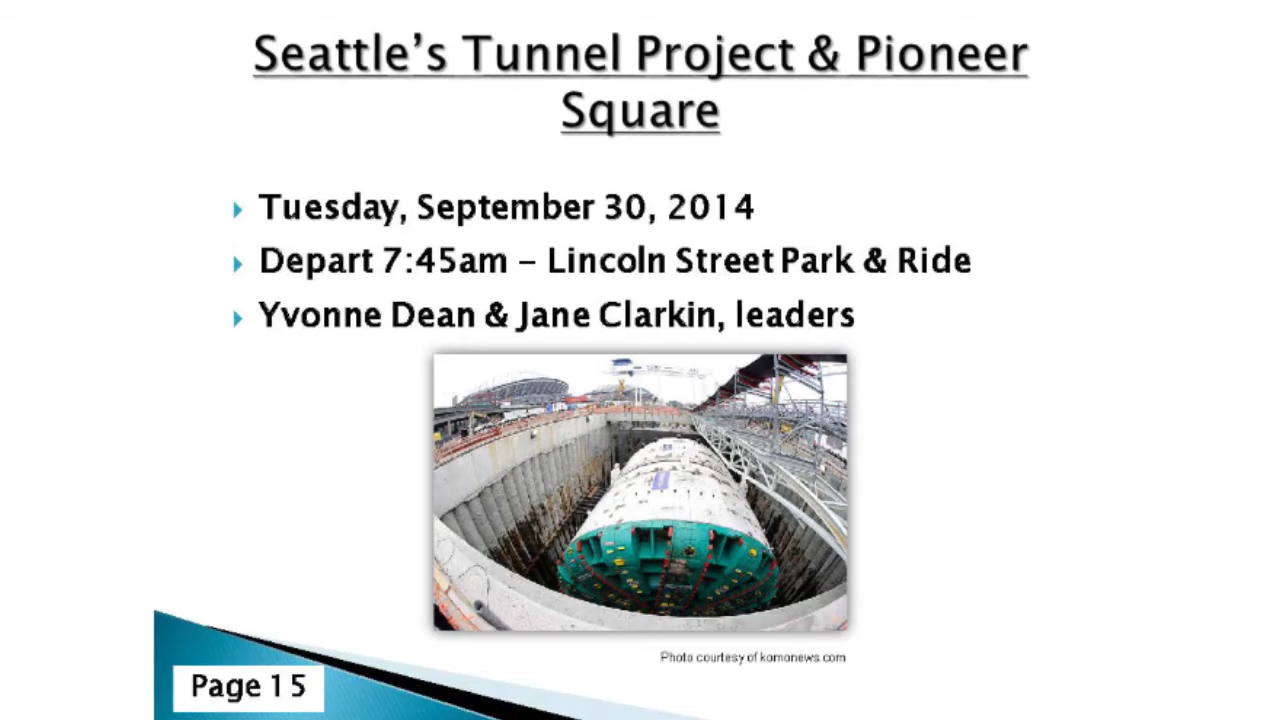 Seattle's Tunnel Project & Pioneer
Square
Tuesday, September 30, 2014
Depart 7:45am - Lincoln Street Park & Ride
Yvonne Dean & Jane Clarkin, leaders
Photo courtesy of komonews.com
Page 15